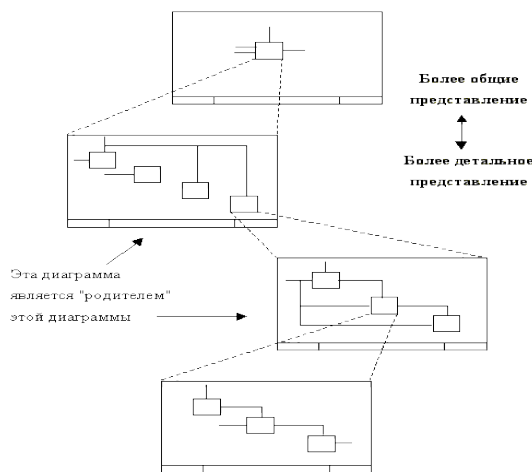 Более общие
представление
Более детальное
представление
Эта диаграмма
является "родителем"
этой диаграммы